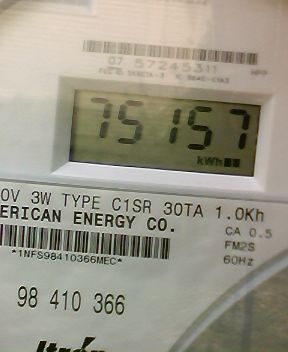 07 57245311
75157
kWh
0V 3W TYPE C1SR 30TA 1.0Kh
ERICAN ENERGY CO.
CA 0.5
FM2S
*1NFS98410366MEC*
60Hz
98 410 366
Itron